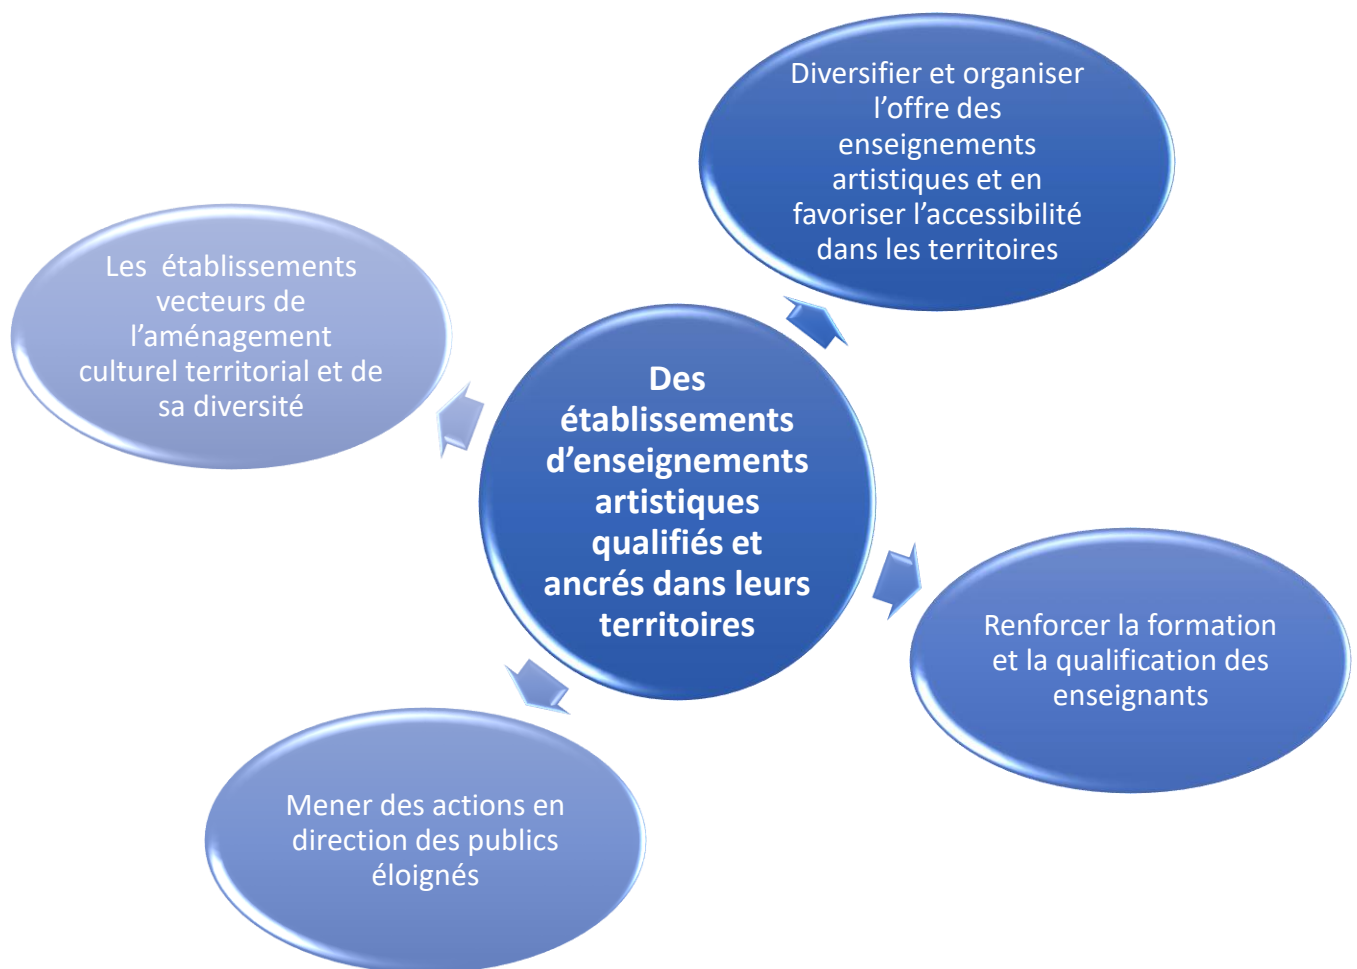 Diversifier et organiser
l’offre des
enseignements
artistiques et en
favoriser l’accessibilité
dans les territoires
Les établissements
vecteurs de
l’aménagement
culturel territorial et de
sa diversité
Des
établissements
d’enseignements
artistiques
qualifiés et
ancrés dans leurs
territoires
Renforcer la formation
et la qualification des
enseignants
Mener des actions en
direction des publics
éloignés